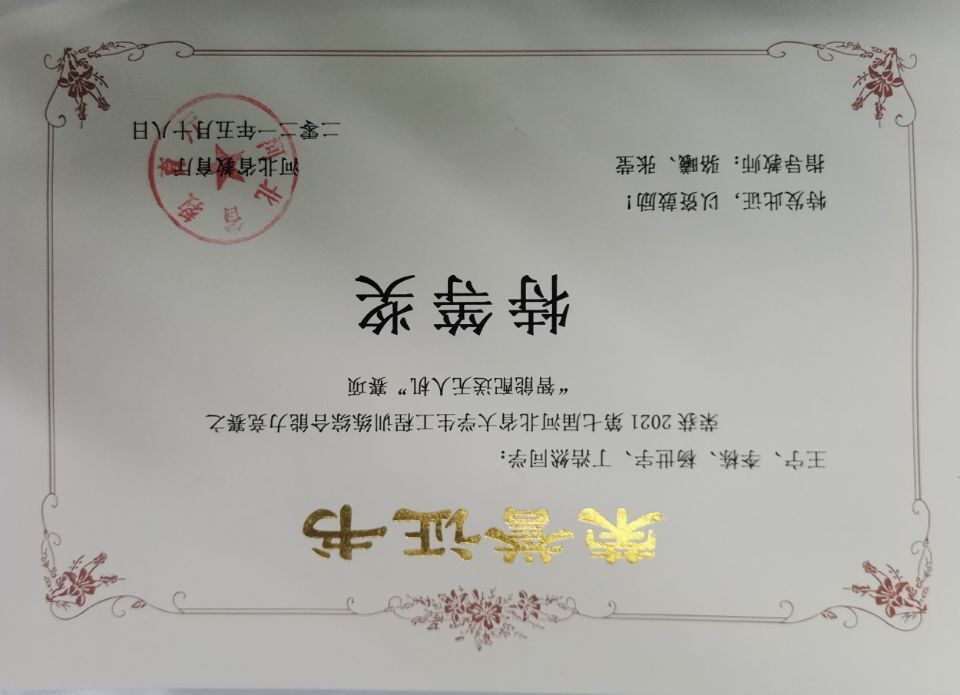 荣誉证书
王宁、李栋、杨世宇、丁浩然同学：
荣获 2021 第七届河北省大学生工程训练综合能力竞赛之
“智能配送无人机”赛项
特等奖
特发此证，以资鼓励！
指导教师：骆曦、张莹
河北省教育厅
河北省教育厅
二零二一年五月十八日